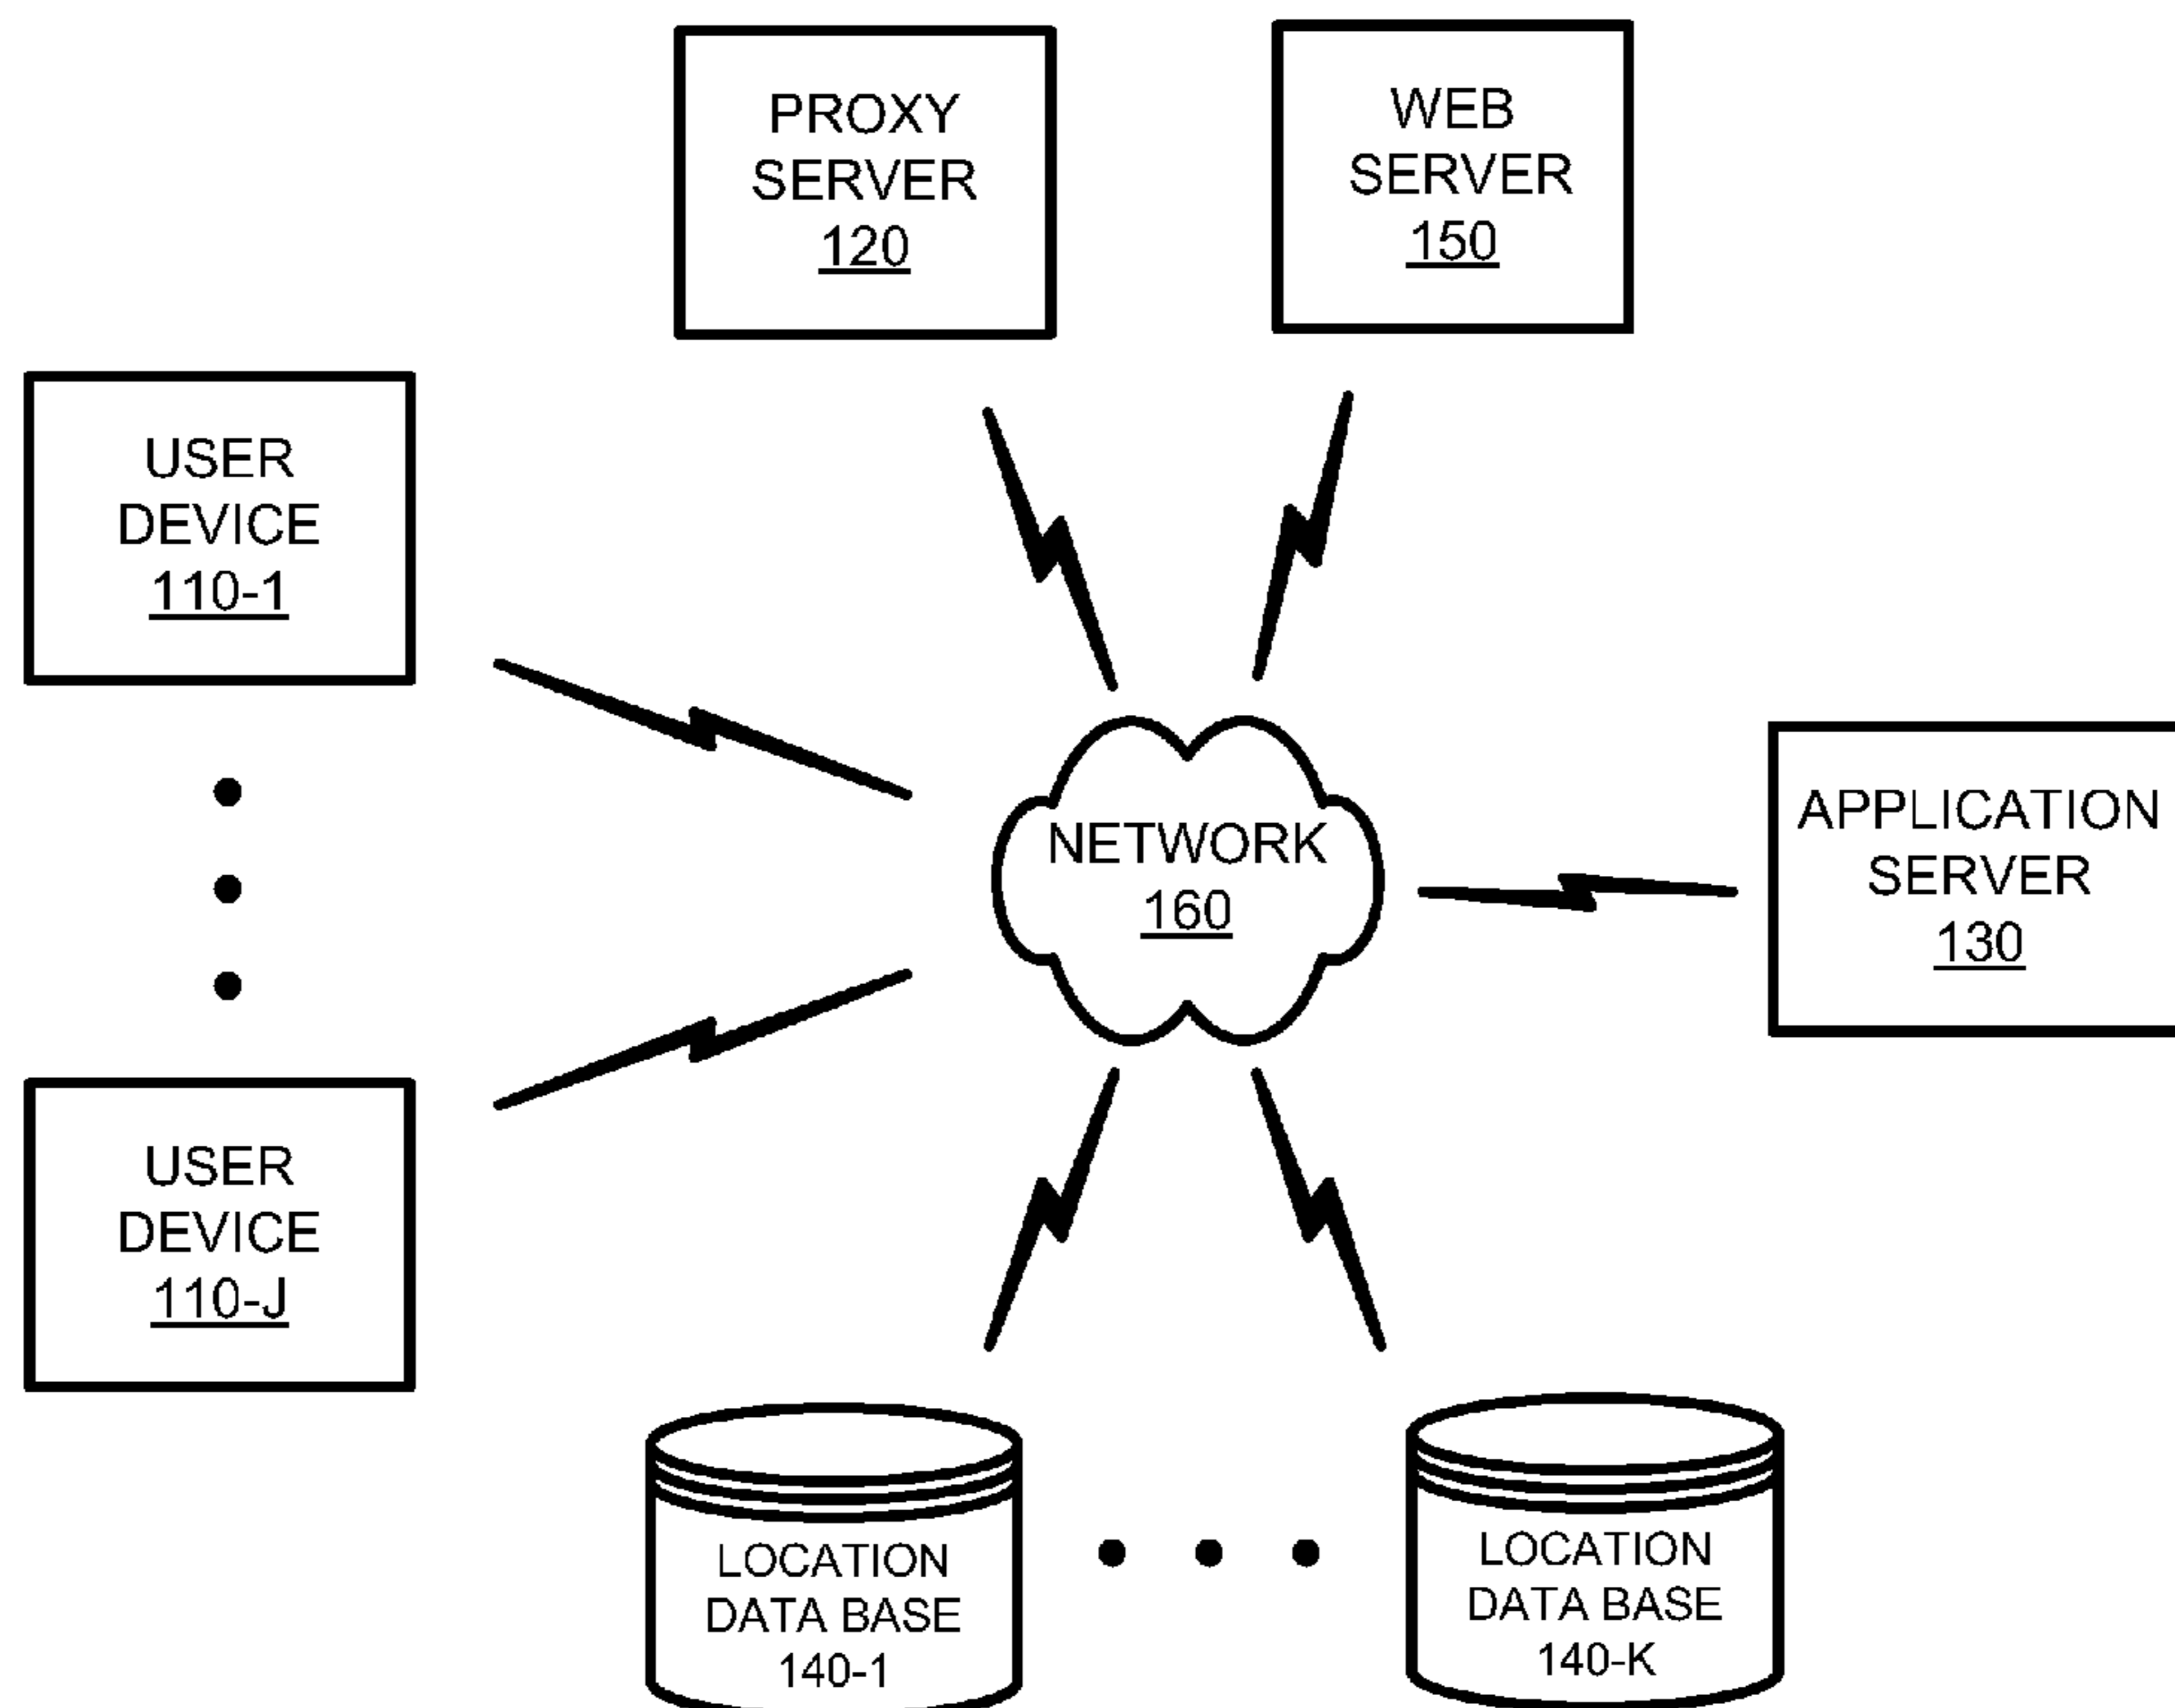 PROXY
SERVER
120
WEB
SERVER
150
USER
DEVICE
110-1
NETWORK
160
APPLICATION
SERVER
130
USER
DEVICE
110-J
LOCATION
DATA BASE
140-1
LOCATION
DATA BASE
140-K